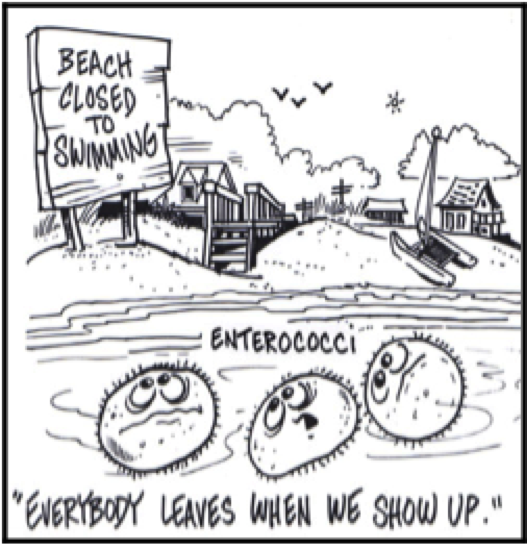 BEACH
CLOSED
TO
SWIMMING
ENTEROCOCCI
"EVERYBODY LEAVES WHEN WE SHOW UP."